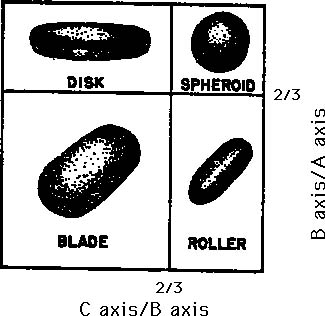 DISK
SPHEROID
2/3
B axis/A axis
BLADE
ROLLER
2/3
C axis/B axis